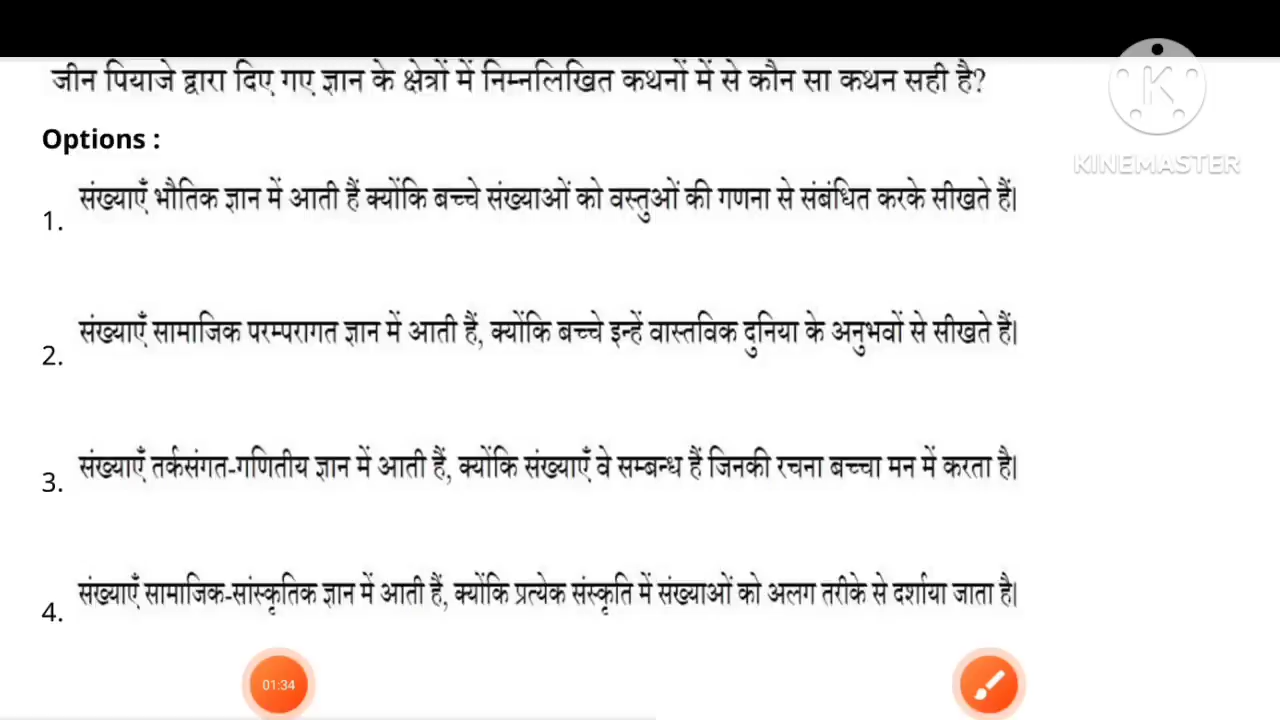 जीन पियाजे द्वारा दिए गए ज्ञान के क्षेत्रों में निम्नलिखित कथनों में से कौन सा कथन सही है?
KINEMASTER
Options :
1. संख्याएँ भौतिक ज्ञान में आती हैं क्योंकि बच्चे संख्याओं को वस्तुओं की गणना से संबंधित करके सीखते हैं।
2. संख्याएँ सामाजिक परम्परागत ज्ञान में आती हैं, क्योंकि बच्चे इन्हें वास्तविक दुनिया के अनुभवों से सीखते हैं।
3. संख्याएँ तर्कसंगत-गणितीय ज्ञान में आती हैं, क्योंकि संख्याएँ वे सम्बन्ध हैं जिनकी रचना बच्चा मन में करता है।
4. संख्याएँ सामाजिक-सांस्कृतिक ज्ञान में आती हैं, क्योंकि प्रत्येक संस्कृति में संख्याओं को अलग तरीके से दर्शाया जाता है।
01:34